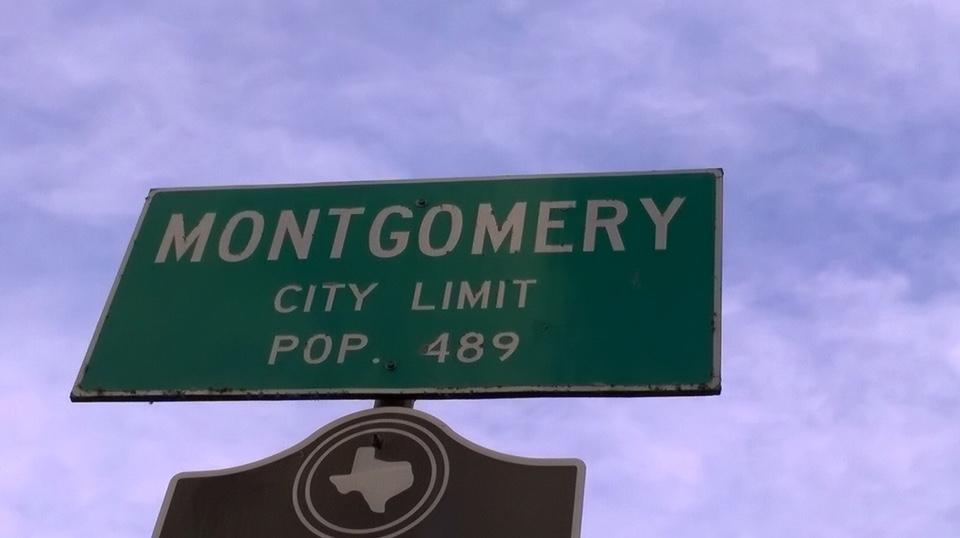 MONTGOMERY
CITY LIMIT
POP. 489